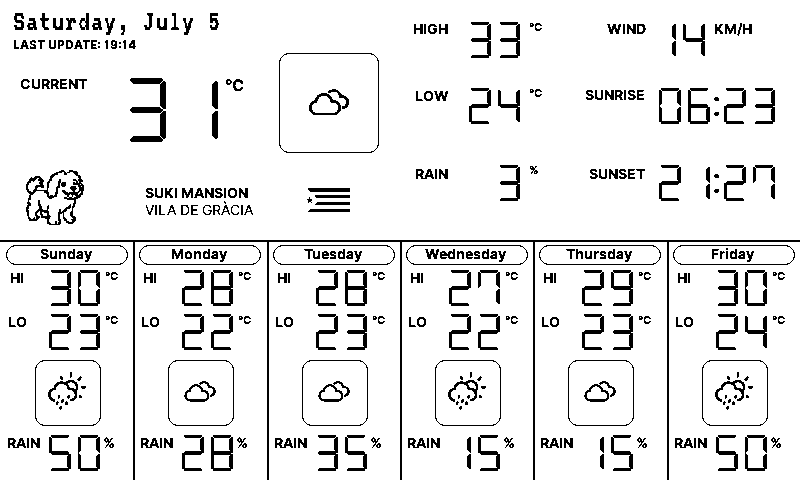 Saturday, July 5
LAST UPDATE: 19:14
CURRENT 31 °C
SUKI MANSION
VILA DE GRÀCIA
HIGH 33 °C
LOW 24 °C
RAIN 3 %
WIND 14 KM/H
SUNRISE 06:23
SUNSET 21:27
Sunday
HI 30 °C
LO 23 °C
RAIN 50 %
Monday
HI 28 °C
LO 22 °C
RAIN 28 %
Tuesday
HI 28 °C
LO 22 °C
RAIN 35 %
Wednesday
HI 27 °C
LO 22 °C
RAIN 15 %
Thursday
HI 29 °C
LO 23 °C
RAIN 15 %
Friday
HI 30 °C
LO 24 °C
RAIN 50 %